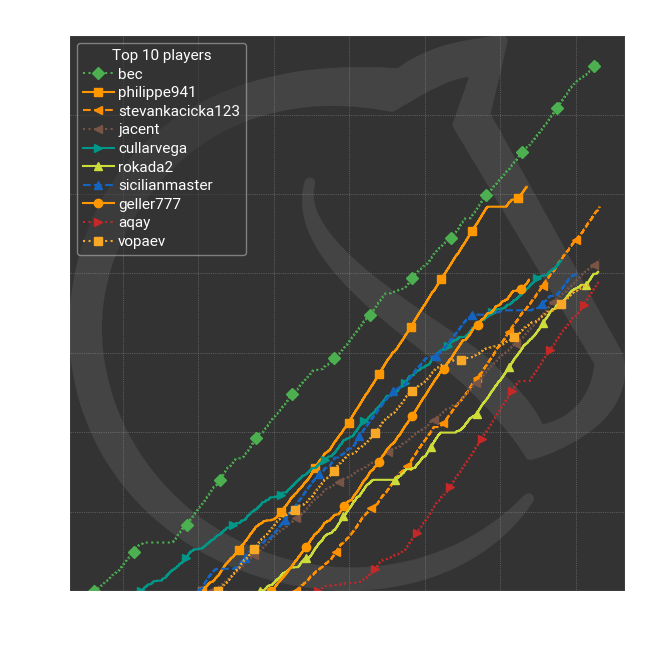 Top 10 players
bec
philippe941
stevankacicka123
jacent
cullarvega
rokada2
sicilianmaster
geller777
aqay
vopaev